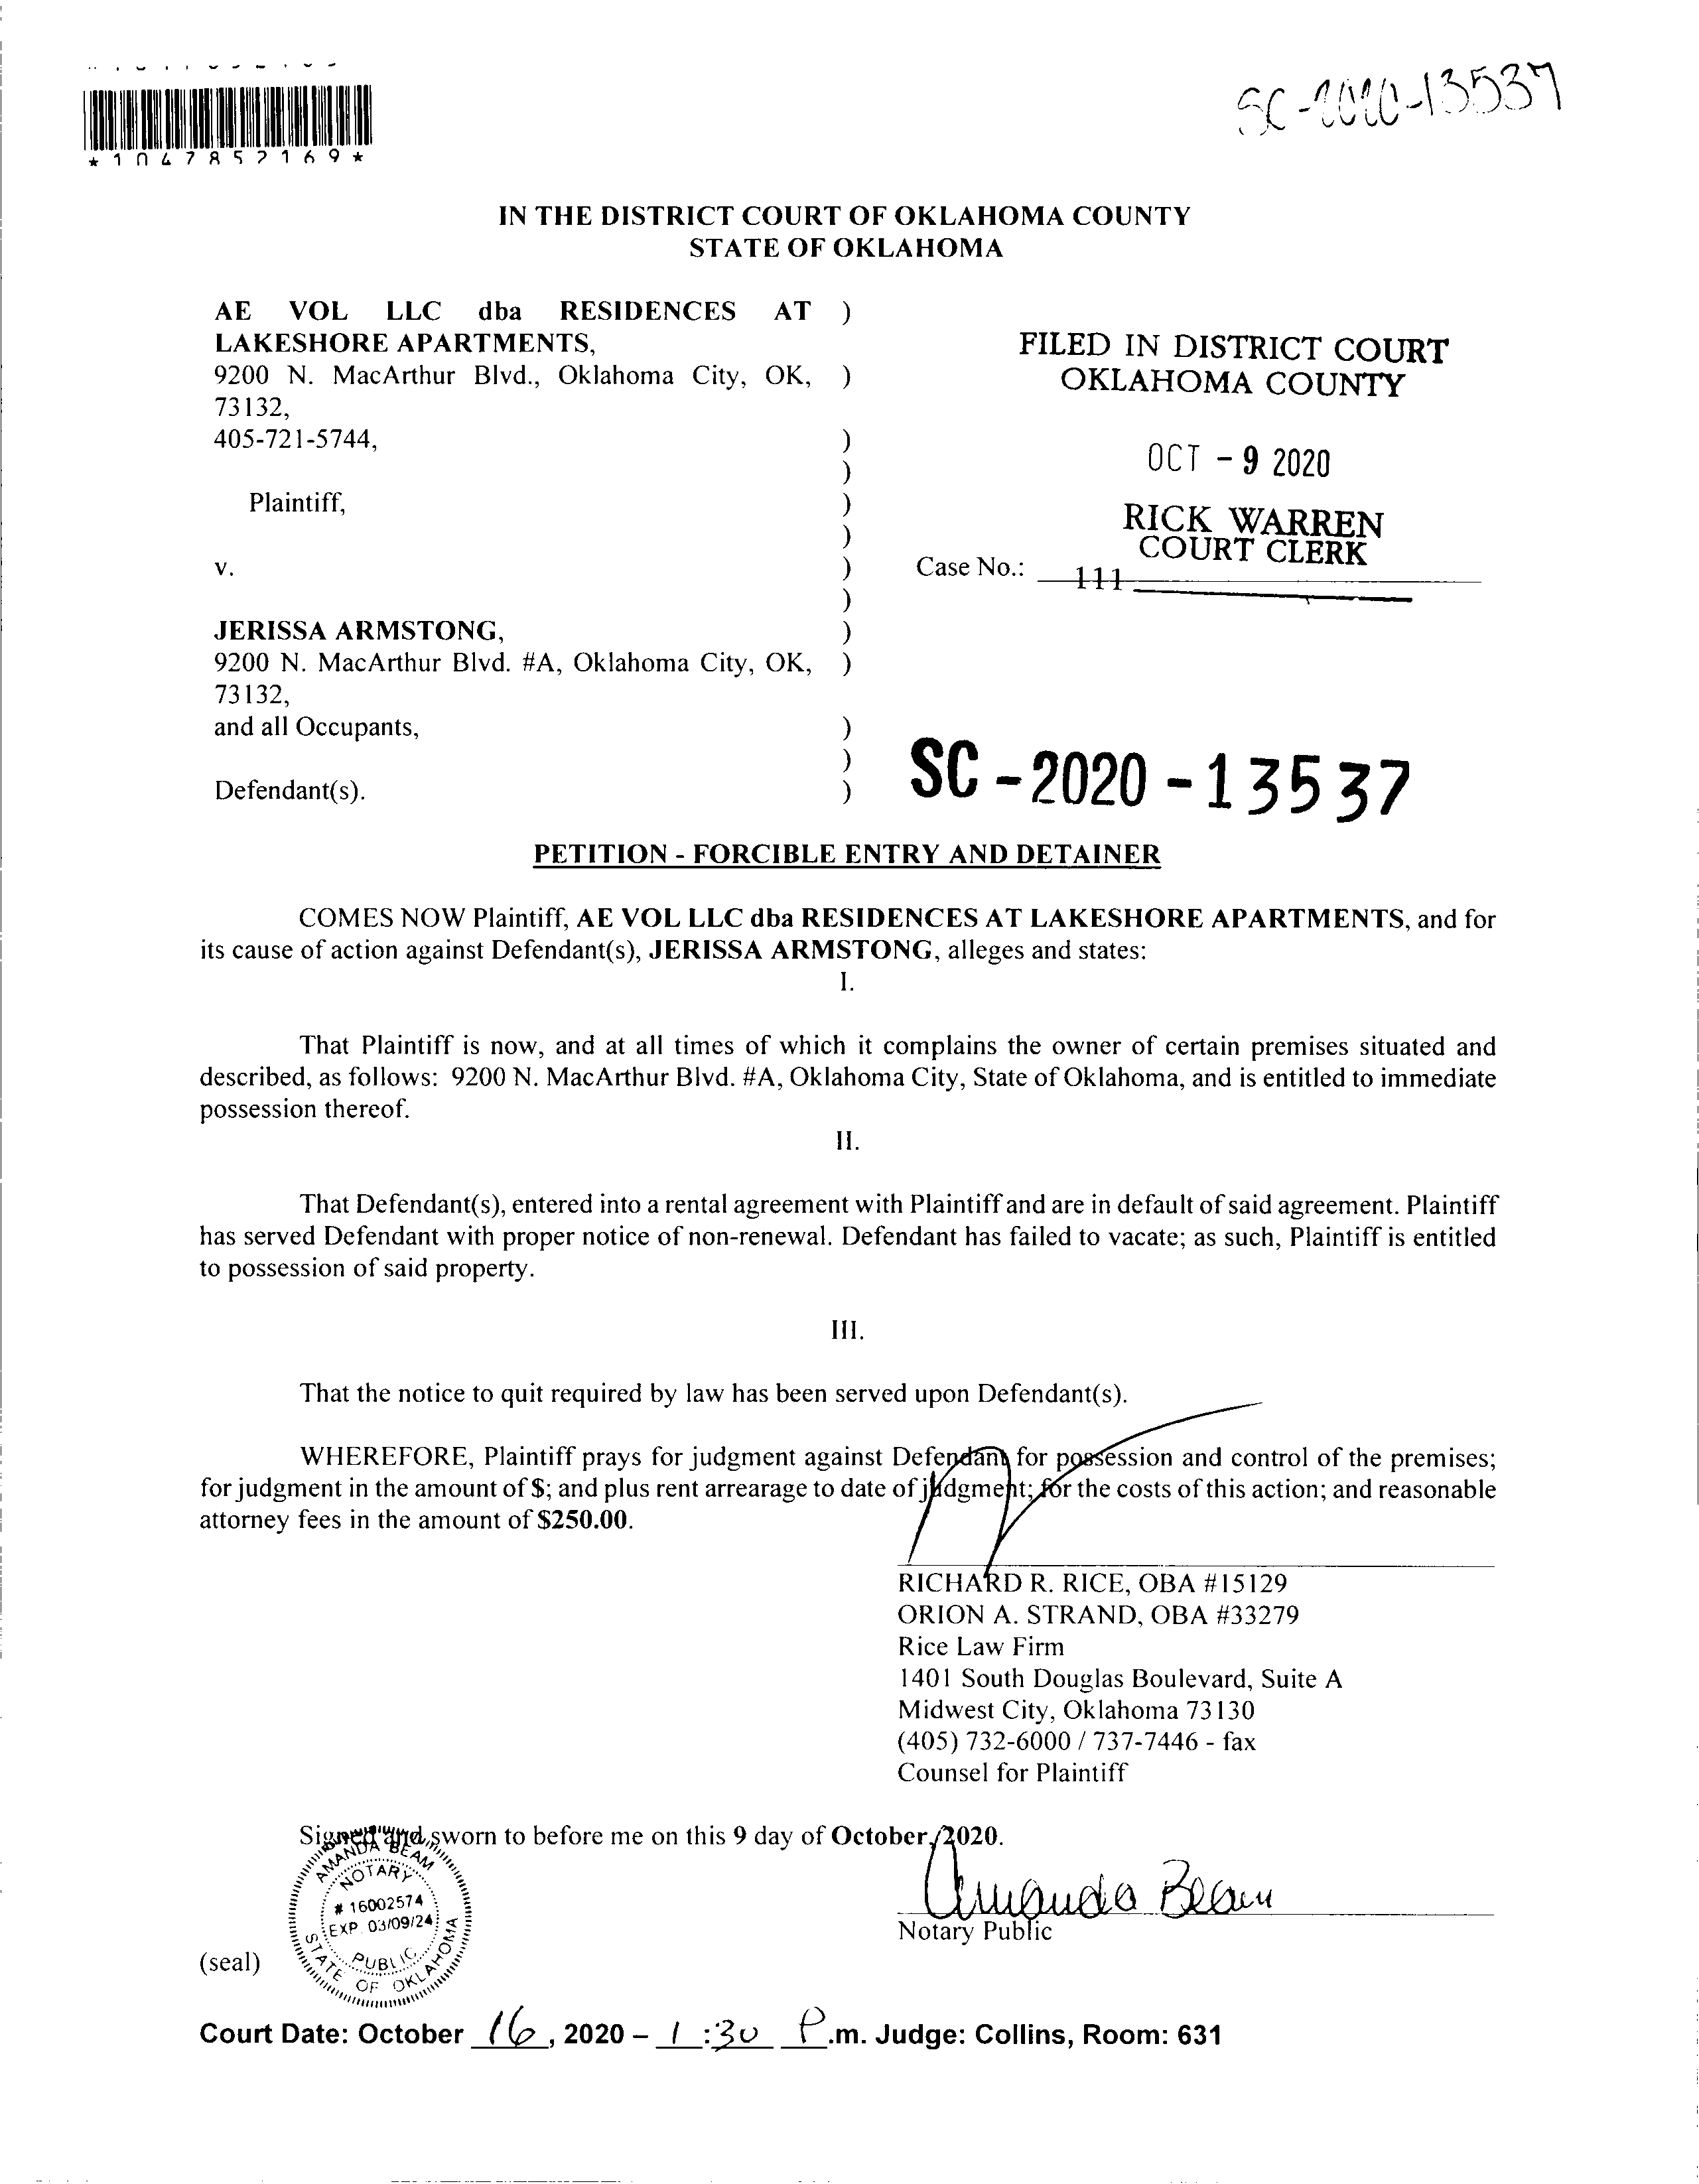 SC-2020-13537
*1047852169*
IN THE DISTRICT COURT OF OKLAHOMA COUNTY
STATE OF OKLAHOMA
AE VOL LLC dba RESIDENCES AT )
LAKESHORE APARTMENTS,
9200 N. MacArthur Blvd., Oklahoma City, OK, )
73132,
405-721-5744, )
)
Plaintiff, )
)
v. )
)
JERISSA ARMSTONG, )
9200 N. MacArthur Blvd. #A, Oklahoma City, OK, )
73132,
and all Occupants, )
)
Defendant(s). )
FILED IN DISTRICT COURT
OKLAHOMA COUNTY
OCT - 9 2020
RICK WARREN
COURT CLERK
Case No.: 111
SC - 2020 - 13537
PETITION - FORCIBLE ENTRY AND DETAINER
COMES NOW Plaintiff, AE VOL LLC dba RESIDENCES AT LAKESHORE APARTMENTS, and for
its cause of action against Defendant(s), JERISSA ARMSTONG, alleges and states:
I.
That Plaintiff is now, and at all times of which it complains the owner of certain premises situated and
described, as follows: 9200 N. MacArthur Blvd. #A, Oklahoma City, State of Oklahoma, and is entitled to immediate
possession thereof.
II.
That Defendant(s), entered into a rental agreement with Plaintiff and are in default of said agreement. Plaintiff
has served Defendant with proper notice of non-renewal. Defendant has failed to vacate; as such, Plaintiff is entitled
to possession of said property.
III.
That the notice to quit required by law has been served upon Defendant(s).
WHEREFORE, Plaintiff prays for judgment against Defendant for possession and control of the premises;
for judgment in the amount of $; and plus rent arrearage to date of judgment; for the costs of this action; and reasonable
attorney fees in the amount of $250.00.
RICHARD R. RICE, OBA #15129
ORION A. STRAND, OBA #33279
Rice Law Firm
1401 South Douglas Boulevard, Suite A
Midwest City, Oklahoma 73130
(405) 732-6000 / 737-7446 - fax
Counsel for Plaintiff
Signed and sworn to before me on this 9 day of October, 2020.
Amanda Beam
Notary Public
AMANDA BEAM
NOTARY
# 16002574
EXP. 03/09/24
PUBLIC
STATE OF OKLAHOMA
(seal)
Court Date: October 16, 2020 – 1:30 P.m. Judge: Collins, Room: 631